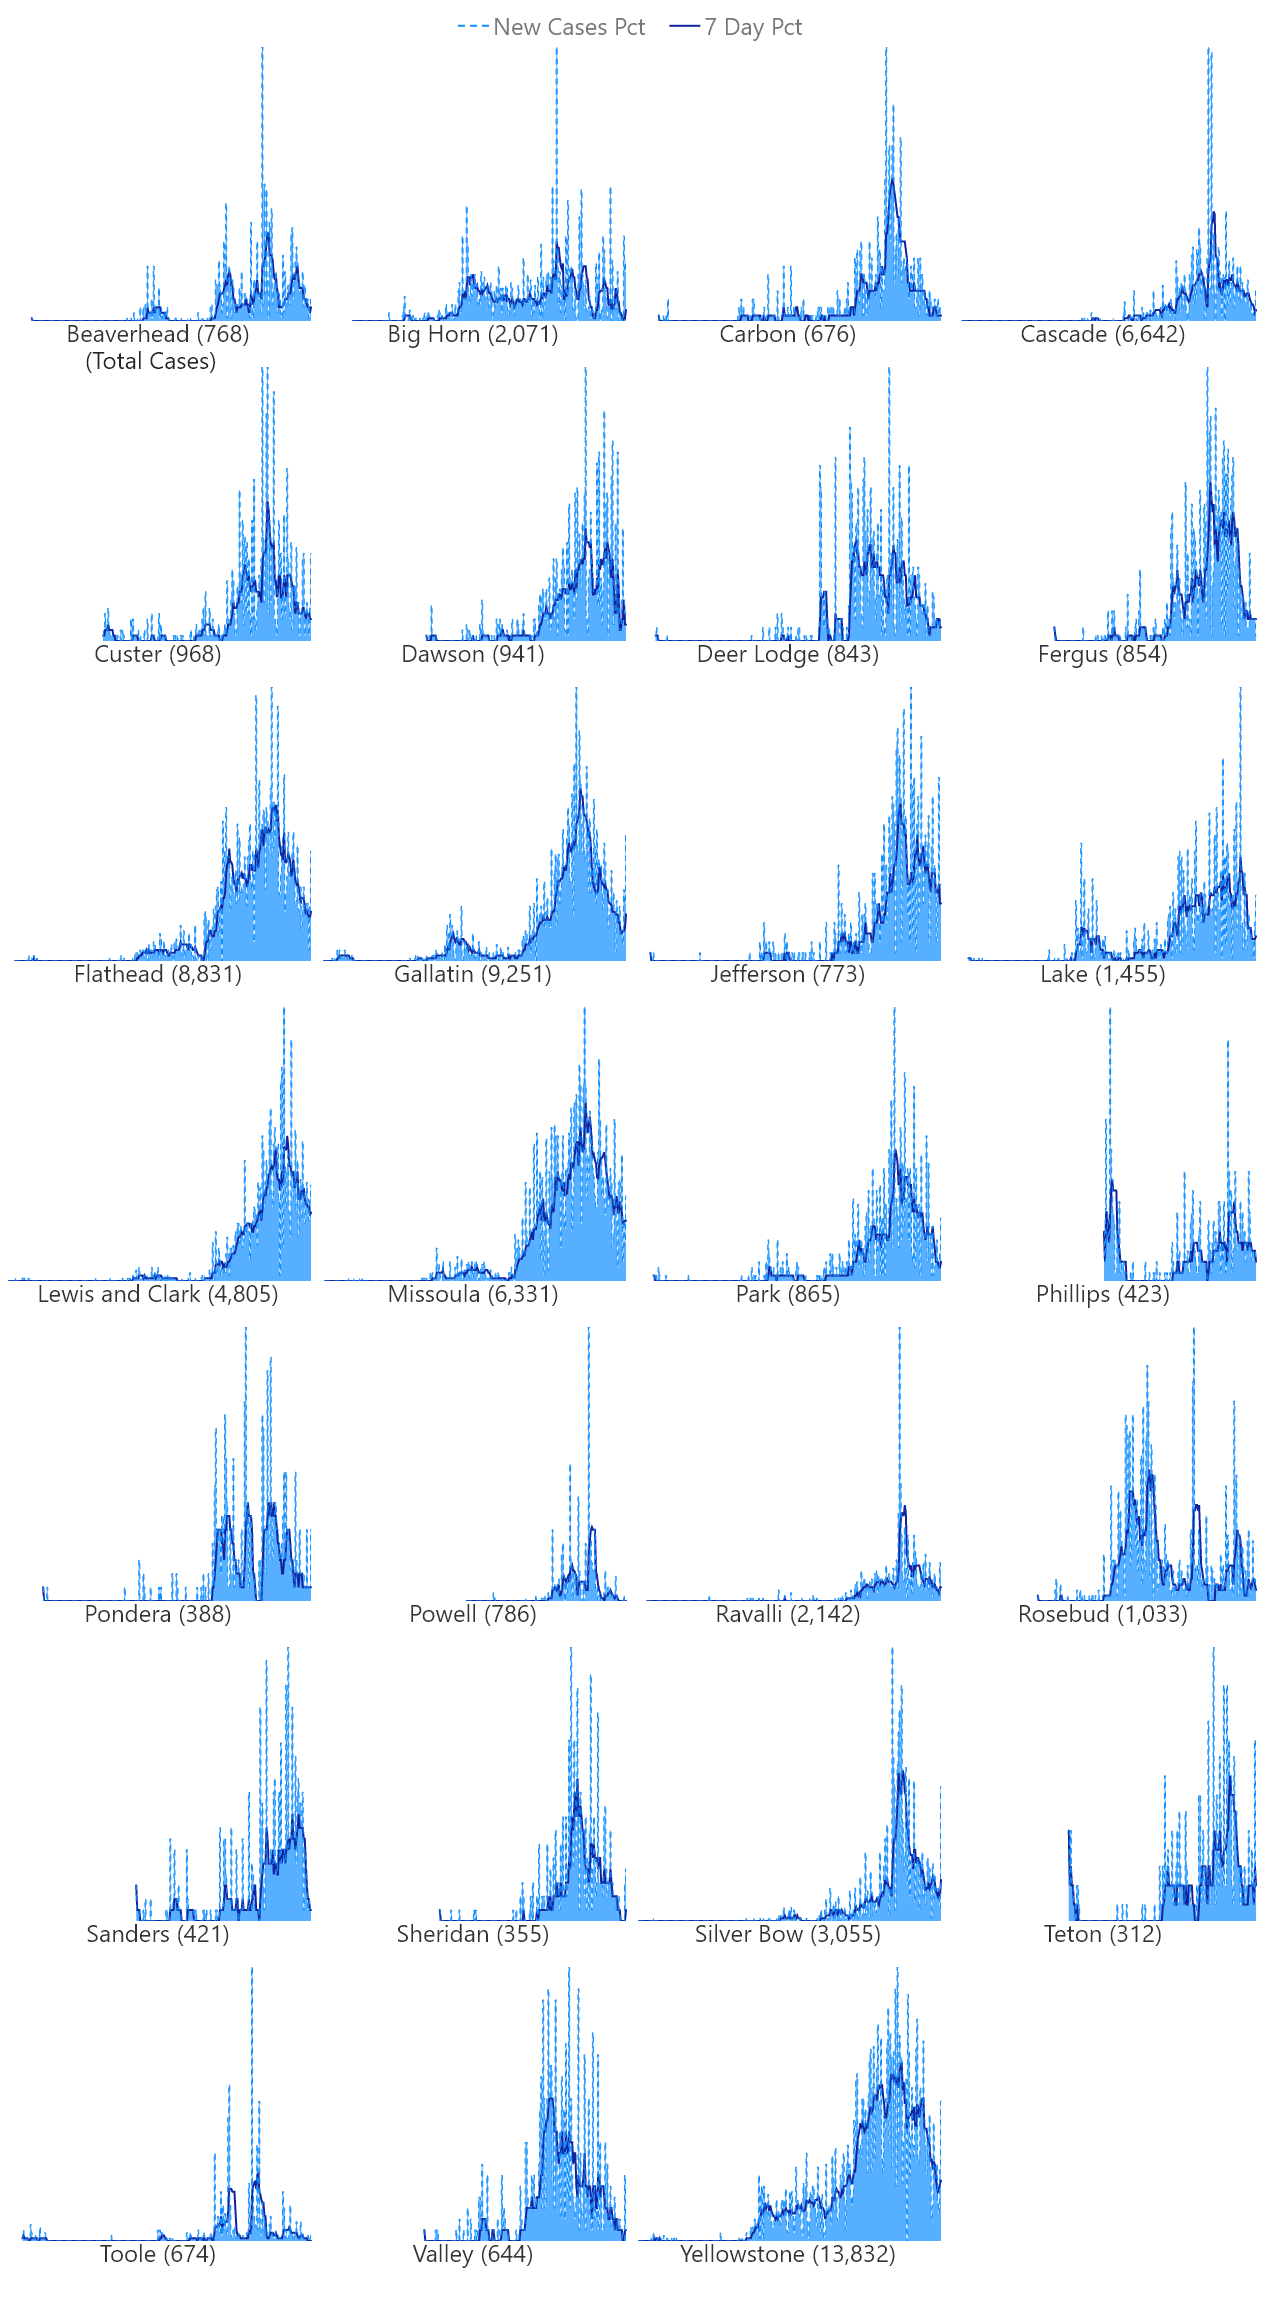 New Cases Pct 7 Day Pct
Beaverhead (768) Big Horn (2,071) Carbon (676) Cascade (6,642)
(Total Cases)
Custer (968) Dawson (941) Deer Lodge (843) Fergus (854)
Flathead (8,831) Gallatin (9,251) Jefferson (773) Lake (1,455)
Lewis and Clark (4,805) Missoula (6,331) Park (865) Phillips (423)
Pondera (388) Powell (786) Ravalli (2,142) Rosebud (1,033)
Sanders (421) Sheridan (355) Silver Bow (3,055) Teton (312)
Toole (674) Valley (644) Yellowstone (13,832)